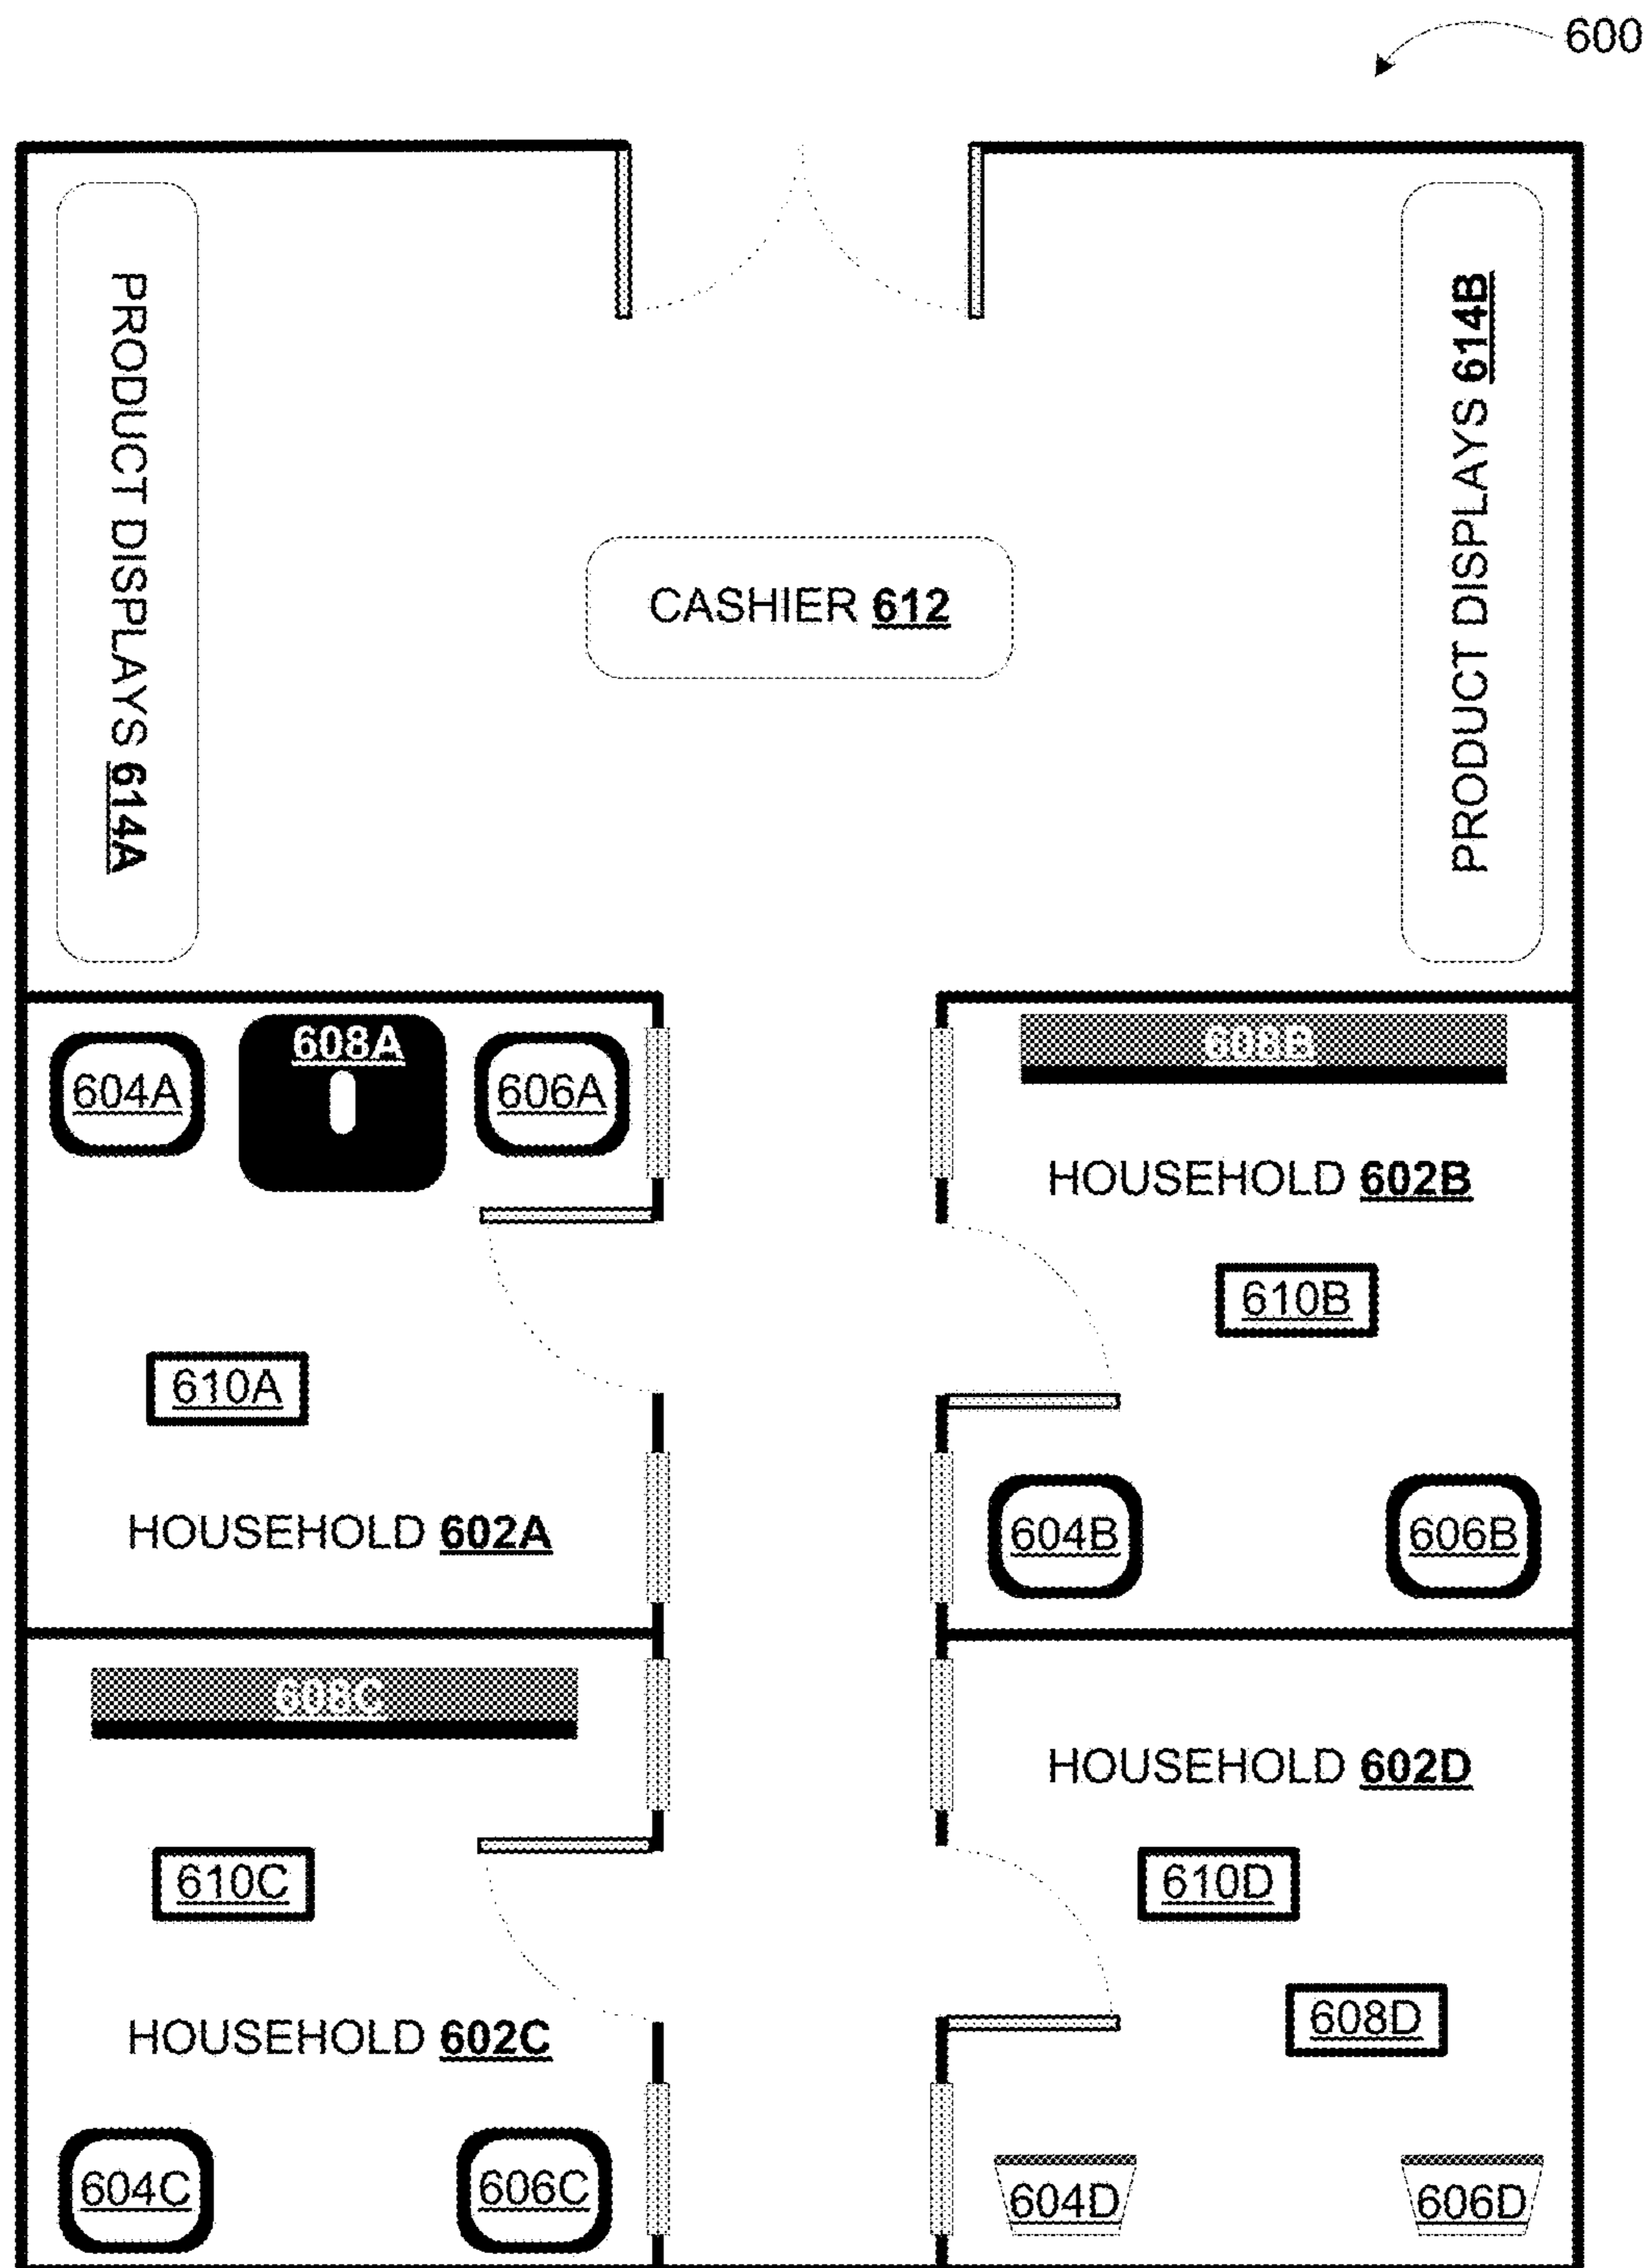 600
PRODUCT DISPLAYS 614A
PRODUCT DISPLAYS 614B
CASHIER 612
604A
608A
606A
608B
HOUSEHOLD 602B
610B
610A
HOUSEHOLD 602A
604B
606B
608C
HOUSEHOLD 602D
610C
610D
608D
HOUSEHOLD 602C
604C
606C
604D
606D